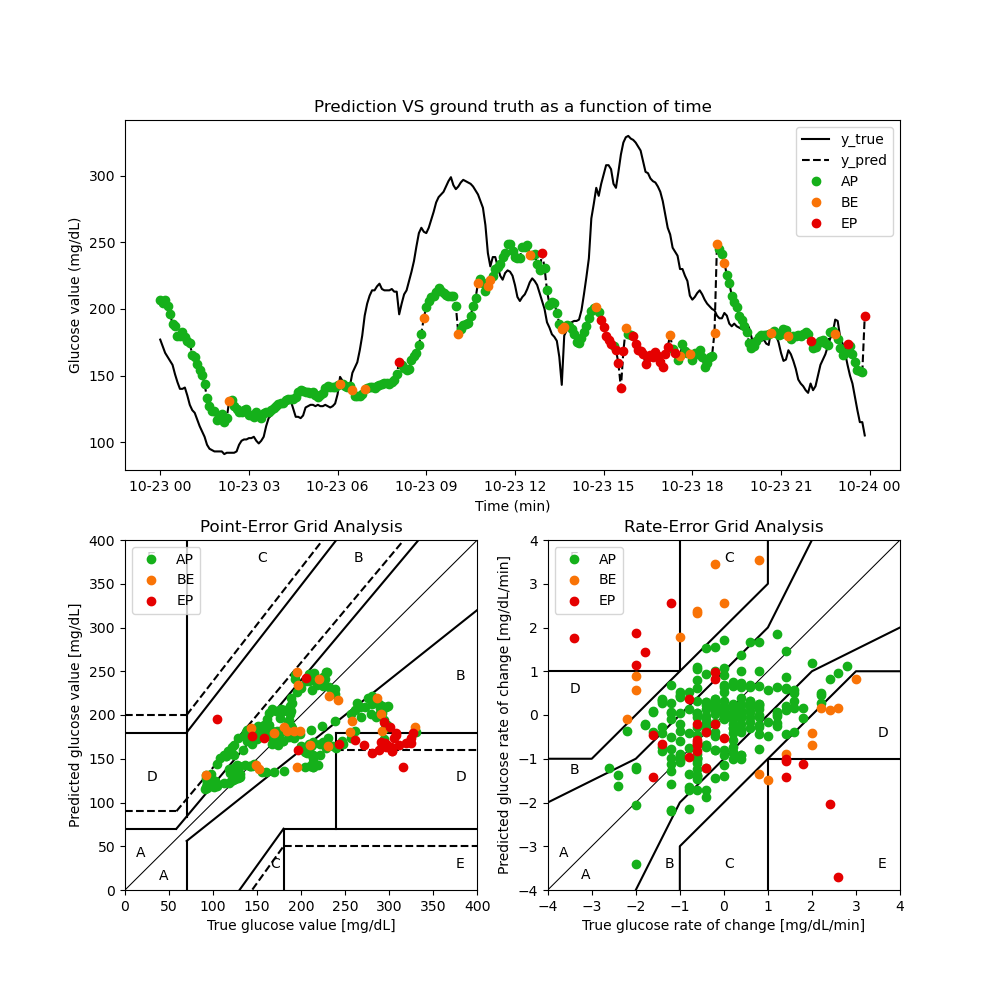 Prediction VS ground truth as a function of time
Glucose value (mg/dL)
300
250
200
150
100
y_true
y_pred
AP
BE
EP
10-23 00 10-23 03 10-23 06 10-23 09 10-23 12 10-23 15 10-23 18 10-23 21 10-24 00
Time (min)
Point-Error Grid Analysis
Predicted glucose value [mg/dL]
400
350
300
250
200
150
100
50
0
AP
BE
EP
C
B
B
D
D
A
A
C
E
0 50 100 150 200 250 300 350 400
True glucose value [mg/dL]
Rate-Error Grid Analysis
Predicted glucose rate of change [mg/dL/min]
4
3
2
1
0
−1
−2
−3
−4
AP
BE
EP
C
D
D
B
A
A
B
C
E
−4 −3 −2 −1 0 1 2 3 4
True glucose rate of change [mg/dL/min]